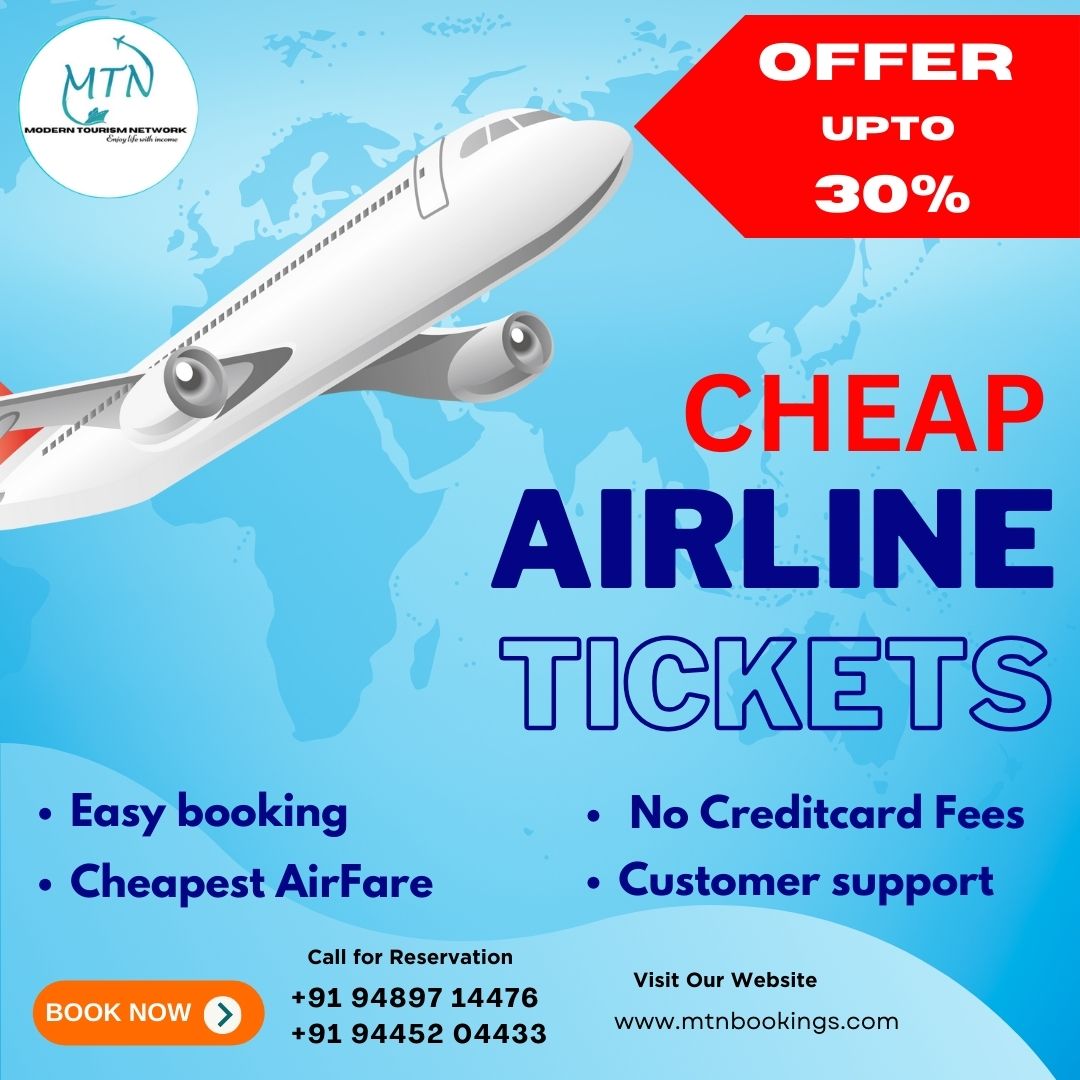 MTN
MODERN TOURISM NETWORK
Enjoy life with income
OFFER
UPTO
30%
CHEAP
AIRLINE
TICKETS
• Easy booking
• Cheapest AirFare
• No Creditcard Fees
• Customer support
BOOK NOW
Call for Reservation
+91 94897 14476
+91 94452 04433
Visit Our Website
www.mtnbookings.com